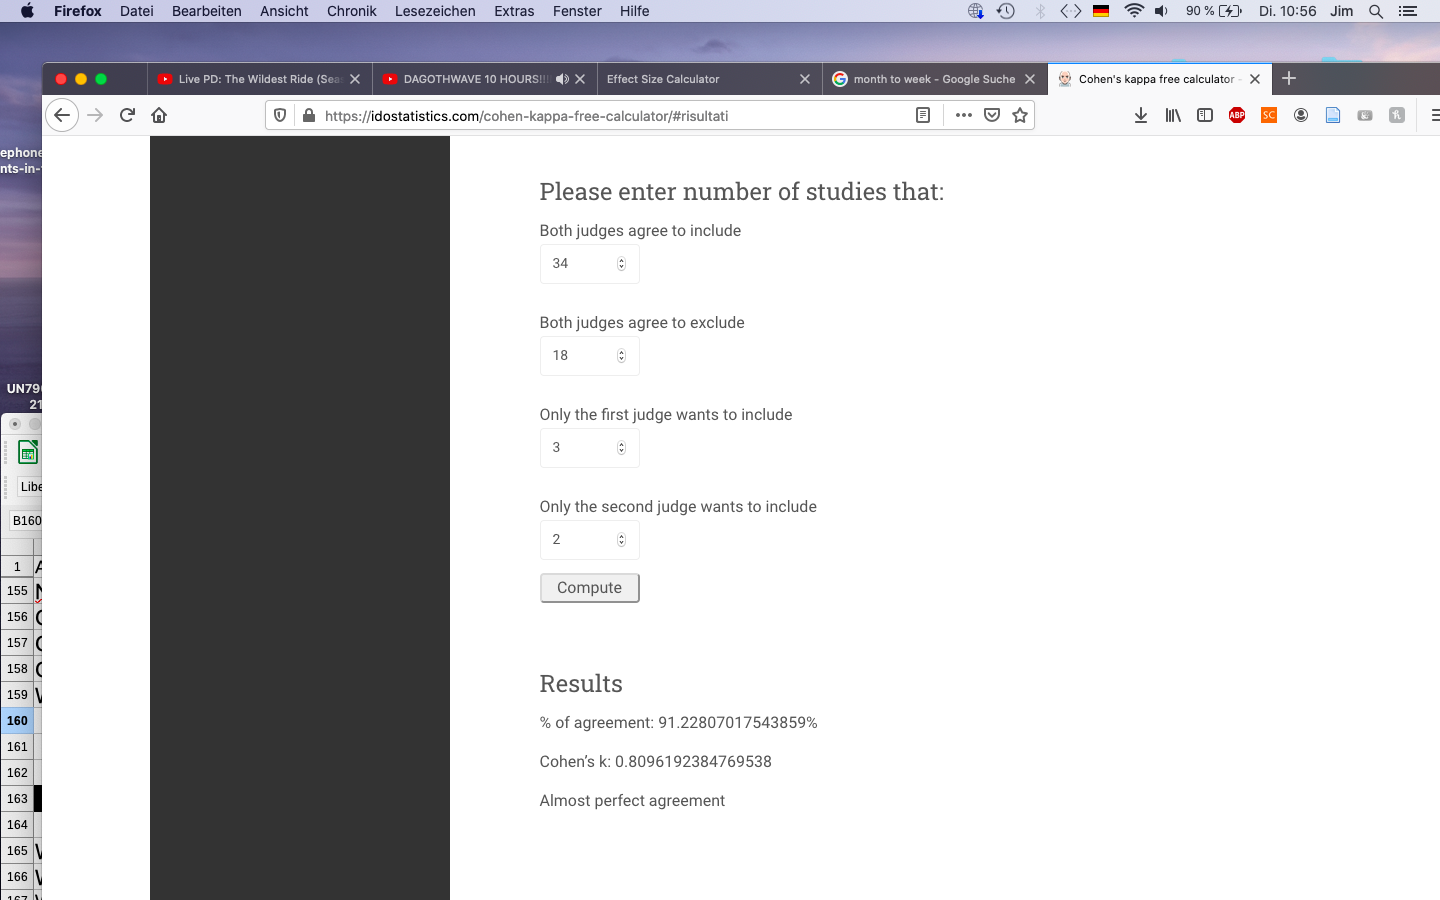 Firefox Datei Bearbeiten Ansicht Chronik Lesezeichen Extras Fenster Hilfe 90 % Di. 10:56 Jim
Live PD: The Wildest Ride (Sea DAGOTHWAVE 10 HOURS!!! Effect Size Calculator month to week - Google Suche Cohen's kappa free calculator -
https://idostatistics.com/cohen-kappa-free-calculator/#risultati ABP SC
ephone
nts-in-
Please enter number of studies that:
Both judges agree to include
34
Both judges agree to exclude
18
UN79
21
Only the first judge wants to include
3
Libe
Only the second judge wants to include
B160
2
1
Compute
155
156
157
158
159
Results
160
% of agreement: 91.22807017543859%
161
Cohen's k: 0.8096192384769538
162
163
Almost perfect agreement
164
165
166
167